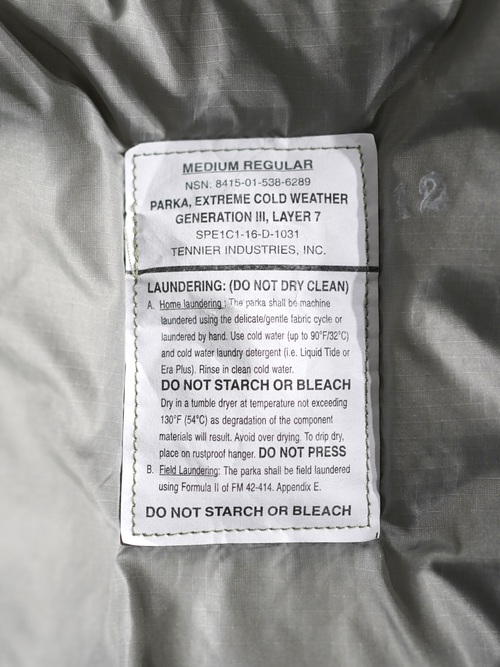 MEDIUM REGULAR
NSN: 8415-01-538-6289
PARKA, EXTREME COLD WEATHER
GENERATION III, LAYER 7
SPE1C1-16-D-1031
TENNIER INDUSTRIES, INC.
LAUNDERING: (DO NOT DRY CLEAN)
A. Home laundering: The parka shall be machine
laundered using the delicate/gentle fabric cycle or
laundered by hand. Use cold water (up to 90°F/32°C)
and cold water laundry detergent (i.e. Liquid Tide or
Era Plus). Rinse in clean cold water.
DO NOT STARCH OR BLEACH
Dry in a tumble dryer at temperature not exceeding
130°F (54°C) as degradation of the component
materials will result. Avoid over drying. To drip dry,
place on rustproof hanger. DO NOT PRESS
B. Field Laundering: The parka shall be field laundered
using Formula II of FM 42-414. Appendix E.
DO NOT STARCH OR BLEACH